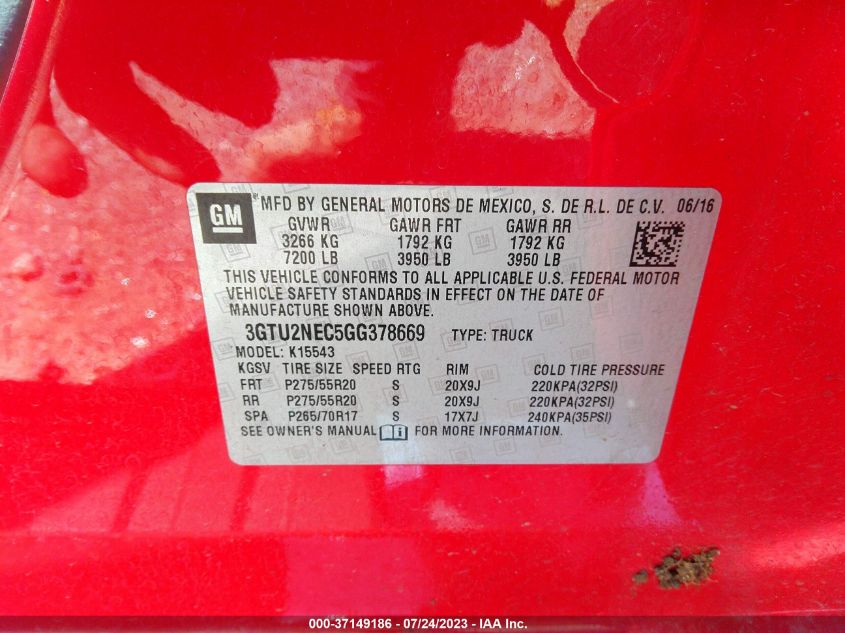 GM ® MFD BY GENERAL MOTORS DE MEXICO, S. DE R.L. DE C.V. 06/16
GVWR GAWR FRT GAWR RR
3266 KG 1792 KG 1792 KG
7200 LB 3950 LB 3950 LB
THIS VEHICLE CONFORMS TO ALL APPLICABLE U.S. FEDERAL MOTOR
VEHICLE SAFETY STANDARDS IN EFFECT ON THE DATE OF
MANUFACTURE SHOWN ABOVE.
3GTU2NEC5GG378669 TYPE: TRUCK
MODEL: K15543
KGSV TIRE SIZE SPEED RTG RIM COLD TIRE PRESSURE
FRT P275/55R20 S 20X9J 220KPA(32PSI)
RR P275/55R20 S 20X9J 220KPA(32PSI)
SPA P265/70R17 S 17X7J 240KPA(35PSI)
SEE OWNER'S MANUAL i FOR MORE INFORMATION.
000-37149186 - 07/24/2023 - IAA Inc.